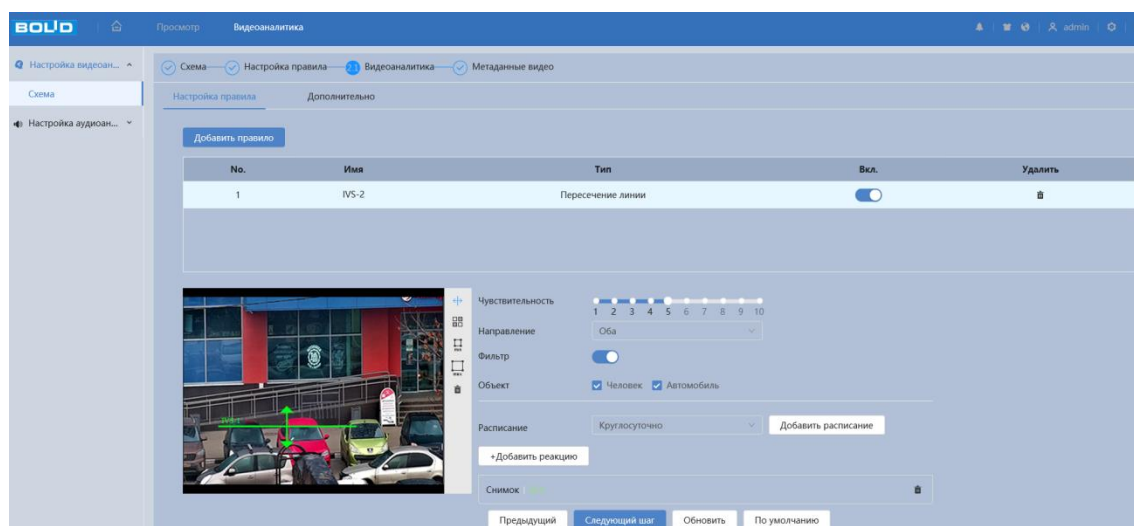 BOLID Просмотр Видеоаналитика admin
Настройка видеоан...
Схема
Настройка аудиоан...
Схема Настройка правила 2.1 Видеоаналитика Метаданные видео
Настройка правила Дополнительно
Добавить правило
No. Имя Тип Вкл. Удалить
1 IVS-2 Пересечение линии
Чувствительность
1 2 3 4 5 6 7 8 9 10
Направление Оба
Фильтр
Объект Человек Автомобиль
Расписание Круглосуточно Добавить расписание
+Добавить реакцию
Снимок
Предыдущий Следующий шаг Обновить По умолчанию